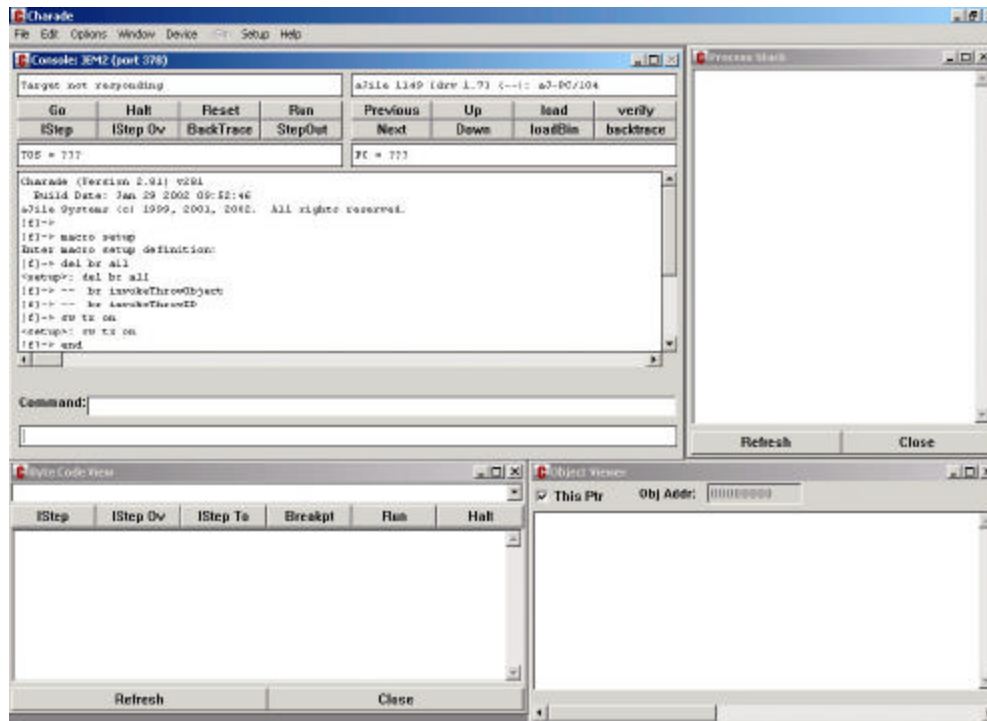 Charade
File Edit Options Window Device Setup Help
Console: JEM2 (port 378)
Target not responding
aJile 1149 (drv 1.7) (--): aJ-PC/104
Go Halt Reset Run Previous Up load verify
IStep IStep Ov BackTrace StepOut Next Down loadBin backtrace
TOS = ???
PC = ???
Charade (Version 2.81) v281
Build Date: Jan 29 2002 09:52:46
aJile Systems (c) 1999, 2001, 2002. All rights reserved.
[f]->
[f]-> macro setup
Enter macro setup definition:
[f]-> del br all
<setup>: del br all
[f]-> -- br invokeThrowObject
[f]-> -- br invokeThrowID
[f]-> sw tx on
<setup>: sw tx on
[f]-> end
Command:
Process Stack
Refresh Close
Byte Code View
IStep IStep Ov IStep To Breakpt Run Halt
Refresh Close
Object Viewer
This Ptr Obj Addr: 00000000